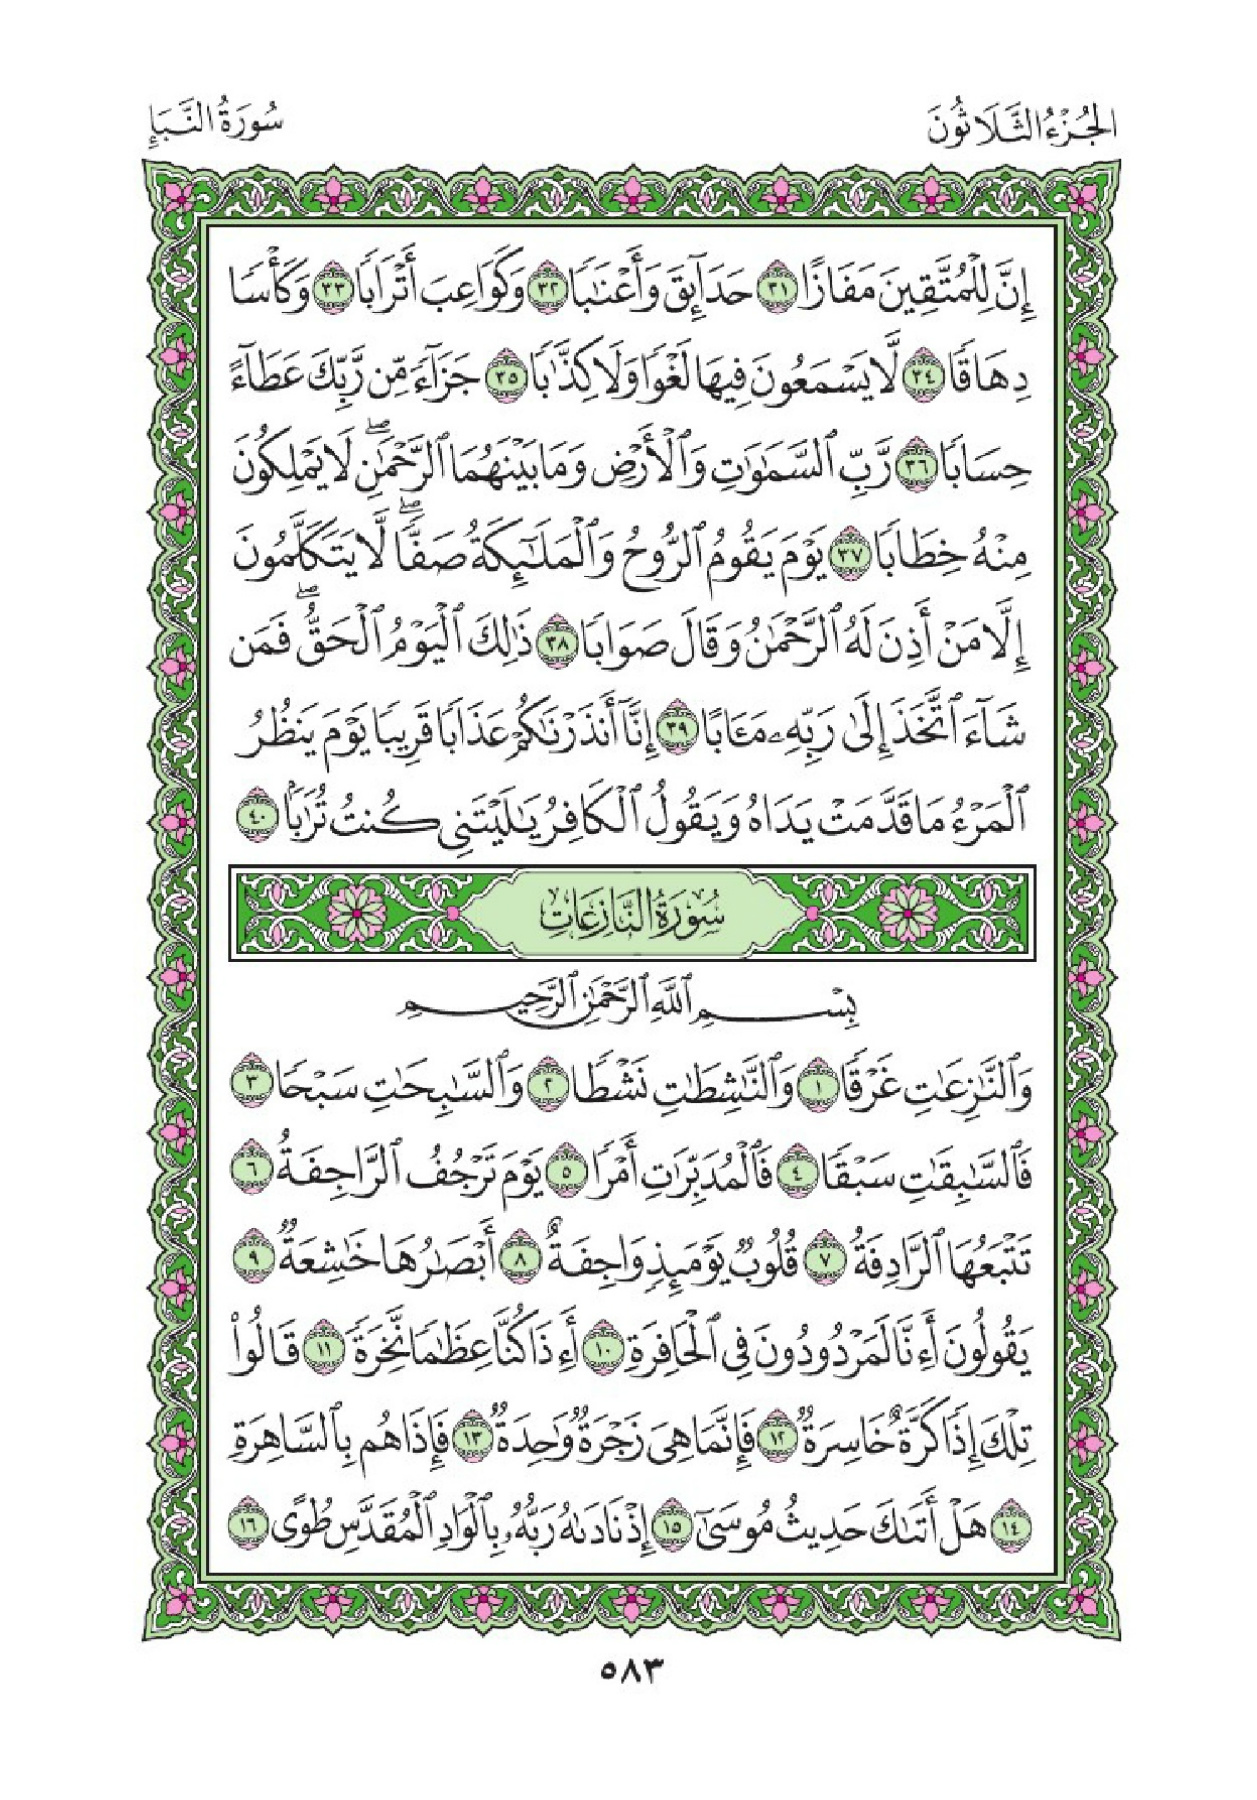 الجُزْءُ الثَّلَاثُونَ
سُورَةُ النَّبَإِ
إِنَّ لِلْمُتَّقِينَ مَفَازًا ٣١ حَدَآئِقَ وَأَعْنَٰبًا ٣٢ وَكَوَاعِبَ أَتْرَابًا ٣٣ وَكَأْسًا
دِهَاقًا ٣٤ لَّا يَسْمَعُونَ فِيهَا لَغْوًا وَلَا كِذَّٰبًا ٣٥ جَزَآءً مِّن رَّبِّكَ عَطَآءً
حِسَابًا ٣٦ رَّبِّ ٱلسَّمَٰوَٰتِ وَٱلْأَرْضِ وَمَا بَيْنَهُمَا ٱلرَّحْمَٰنِۖ لَا يَمْلِكُونَ
مِنْهُ خِطَابًا ٣٧ يَوْمَ يَقُومُ ٱلرُّوحُ وَٱلْمَلَٰٓئِكَةُ صَفًّاۖ لَّا يَتَكَلَّمُونَ
إِلَّا مَنْ أَذِنَ لَهُ ٱلرَّحْمَٰنُ وَقَالَ صَوَابًا ٣٨ ذَٰلِكَ ٱلْيَوْمُ ٱلْحَقُّۖ فَمَن
شَآءَ ٱتَّخَذَ إِلَىٰ رَبِّهِۦ مَـَٔابًا ٣٩ إِنَّآ أَنذَرْنَٰكُمْ عَذَابًا قَرِيبًا يَوْمَ يَنظُرُ
ٱلْمَرْءُ مَا قَدَّمَتْ يَدَاهُ وَيَقُولُ ٱلْكَافِرُ يَٰلَيْتَنِى كُنتُ تُرَٰبًۢا ٤٠
سُورَةُ النَّازِعَاتِ
بِسْمِ ٱللَّهِ ٱلرَّحْمَٰنِ ٱلرَّحِيمِ
وَٱلنَّٰزِعَٰتِ غَرْقًا ١ وَٱلنَّٰشِطَٰتِ نَشْطًا ٢ وَٱلسَّٰبِحَٰتِ سَبْحًا ٣
فَٱلسَّٰبِقَٰتِ سَبْقًا ٤ فَٱلْمُدَبِّرَٰتِ أَمْرًا ٥ يَوْمَ تَرْجُفُ ٱلرَّاجِفَةُ ٦
تَتْبَعُهَا ٱلرَّادِفَةُ ٧ قُلُوبٌ يَوْمَئِذٍ وَاجِفَةٌ ٨ أَبْصَٰرُهَا خَٰشِعَةٌ ٩
يَقُولُونَ أَءِنَّا لَمَرْدُودُونَ فِى ٱلْحَافِرَةِ ١٠ أَءِذَا كُنَّا عِظَٰمًا نَّخِرَةً ١١ قَالُوا۟
تِلْكَ إِذًا كَرَّةٌ خَاسِرَةٌ ١٢ فَإِنَّمَا هِىَ زَجْرَةٌ وَٰحِدَةٌ ١٣ فَإِذَا هُم بِٱلسَّاهِرَةِ
١٤ هَلْ أَتَىٰكَ حَدِيثُ مُوسَىٰٓ ١٥ إِذْ نَادَىٰهُ رَبُّهُۥ بِٱلْوَادِ ٱلْمُقَدَّسِ طُوًى ١٦
٥٨٣